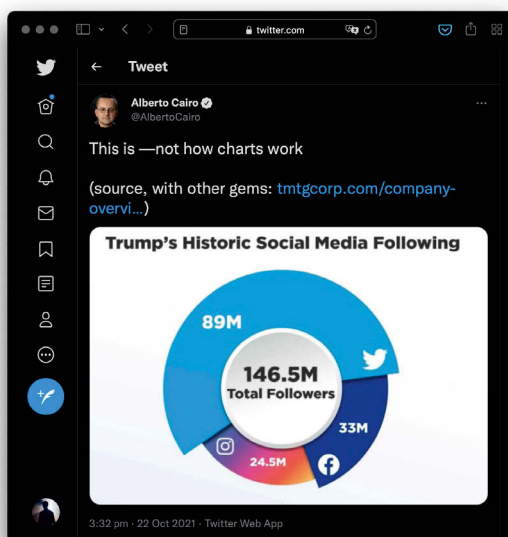 twitter.com
Tweet
Alberto Cairo
@AlbertoCairo
This is —not how charts work
(source, with other gems: tmtgcorp.com/company-
overvi...)
Trump's Historic Social Media Following
89M
146.5M
Total Followers
33M
24.5M
3:32 pm · 22 Oct 2021 · Twitter Web App